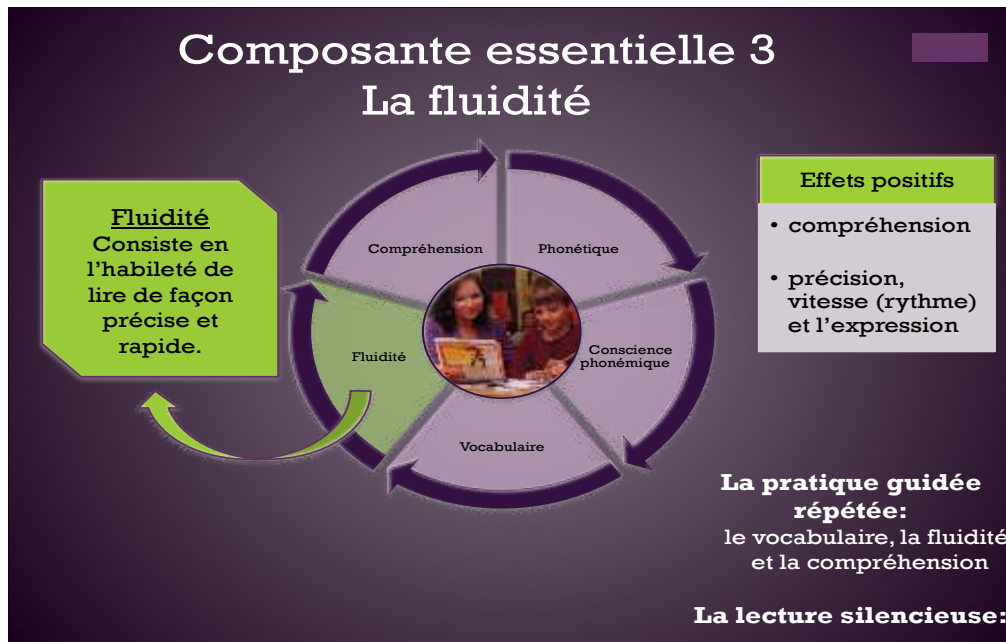 Composante essentielle 3
La fluidité
Fluidité
Consiste en
l'habileté de
lire de façon
précise et
rapide.
Compréhension
Phonétique
Conscience
phonémique
Vocabulaire
Fluidité
Effets positifs
• compréhension
• précision,
vitesse (rythme)
et l'expression
La pratique guidée
répétée:
le vocabulaire, la fluidité
et la compréhension
La lecture silencieuse: